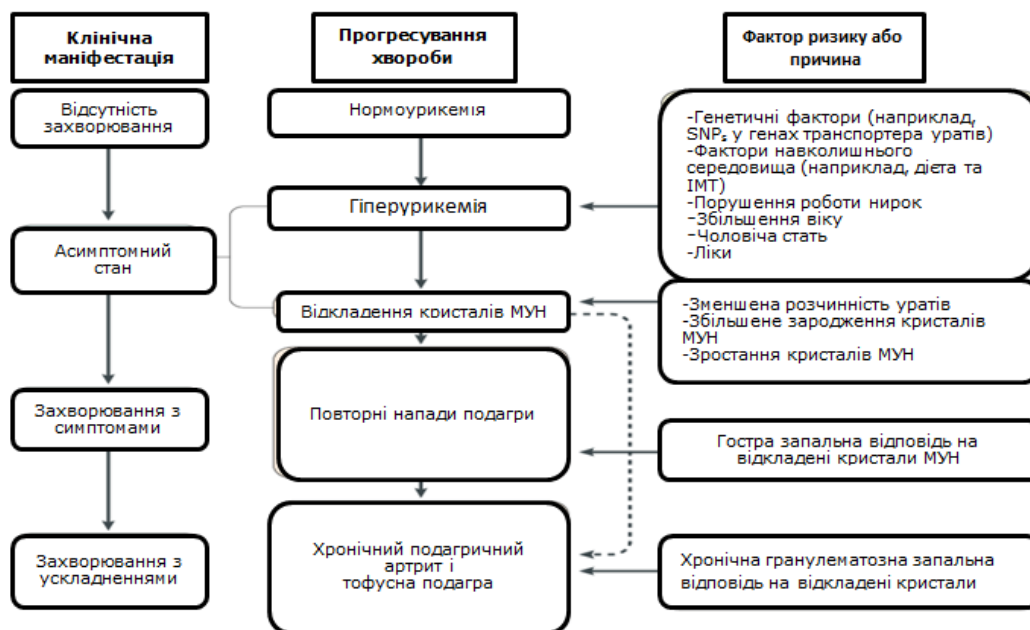 Клінічна
маніфестація
Прогресування
хвороби
Фактор ризику або
причина
Відсутність
захворювання
Нормоурикемія
-Генетичні фактори (наприклад,
SNPs у генах транспортера уратів)
-Фактори навколишнього
середовища (наприклад, дієта та
ІМТ)
-Порушення роботи нирок
-Збільшення віку
-Чоловіча стать
-Ліки
Гіперурикемія
Асимптомний
стан
Відкладення кристалів МУН
-Зменшена розчинність уратів
-Збільшене зародження кристалів
МУН
-Зростання кристалів МУН
Захворювання з
симптомами
Повторні напади подагри
Гостра запальна відповідь на
відкладені кристали МУН
Захворювання з
ускладненнями
Хронічний подагричний
артрит і
тофусна подагра
Хронічна гранулематозна запальна
відповідь на відкладені кристали